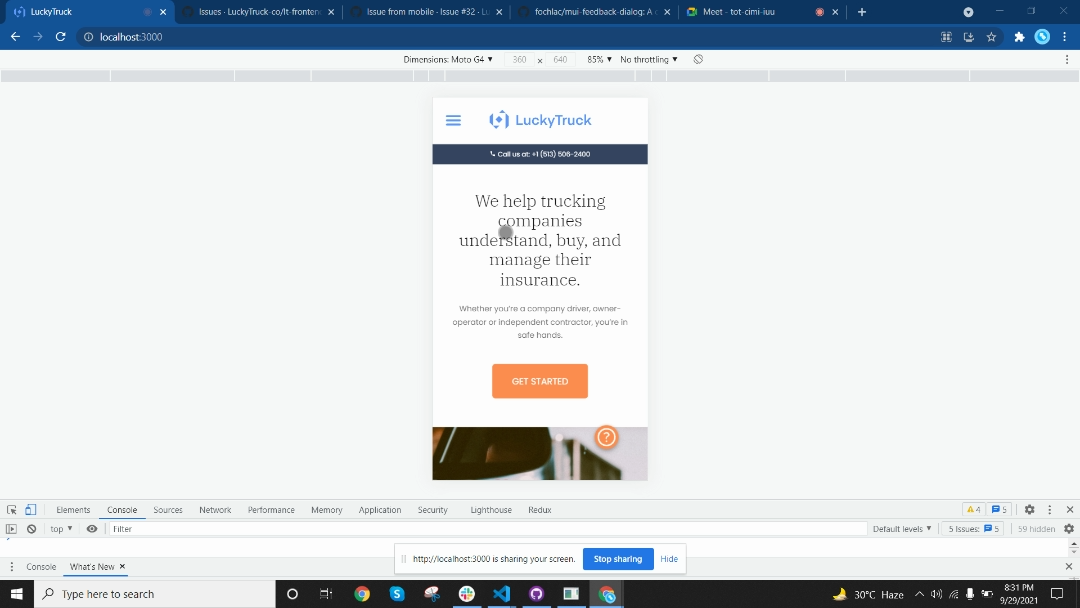 LuckyTruck
Issues · LuckyTruck-co/lt-fronten
Issue from mobile · Issue #32 · Lu
fochlac/mui-feedback-dialog: A c
Meet - tot-cimi-iuu
localhost:3000
Dimensions: Moto G4 ▼ 360 x 640 85% ▼ No throttling ▼
LuckyTruck
Call us at: +1 (513) 506-2400
We help trucking
companies
understand, buy, and
manage their
insurance.
Whether you're a company driver, owner-
operator or independent contractor, you're in
safe hands.
GET STARTED
?
Elements Console Sources Network Performance Memory Application Security Lighthouse Redux 4 5
top ▼ Filter Default levels ▼ 5 Issues: 5 59 hidden
http://localhost:3000 is sharing your screen. Stop sharing Hide
Console What's New
Type here to search
30°C Haze
8:31 PM
9/29/2021